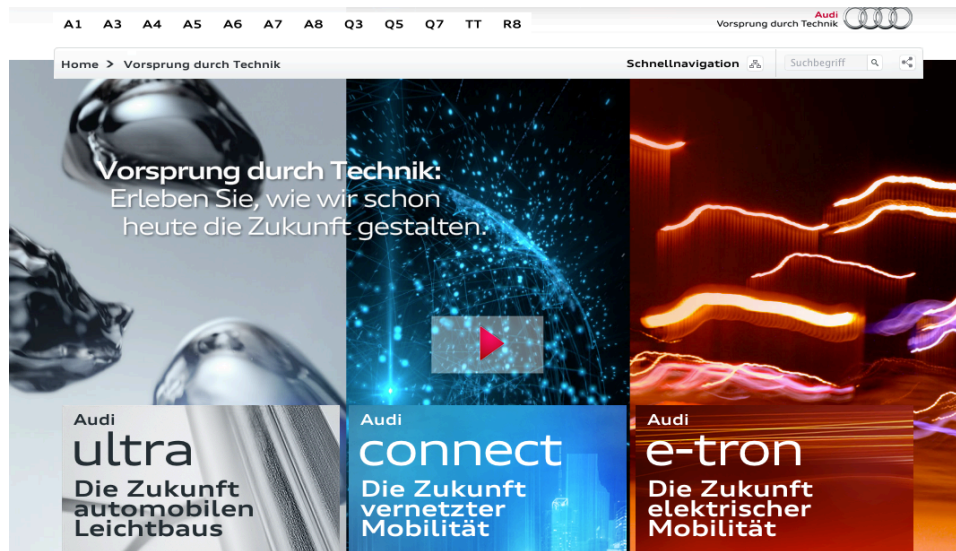 A1 A3 A4 A5 A6 A7 A8 Q3 Q5 Q7 TT R8
Audi
Vorsprung durch Technik
Home > Vorsprung durch Technik
Schnellnavigation
Suchbegriff
Vorsprung durch Technik:
Erleben Sie, wie wir schon
heute die Zukunft gestalten.
Audi
ultra
Die Zukunft
automobilen
Leichtbaus
Audi
connect
Die Zukunft
vernetzter
Mobilität
Audi
e-tron
Die Zukunft
elektrischer
Mobilität